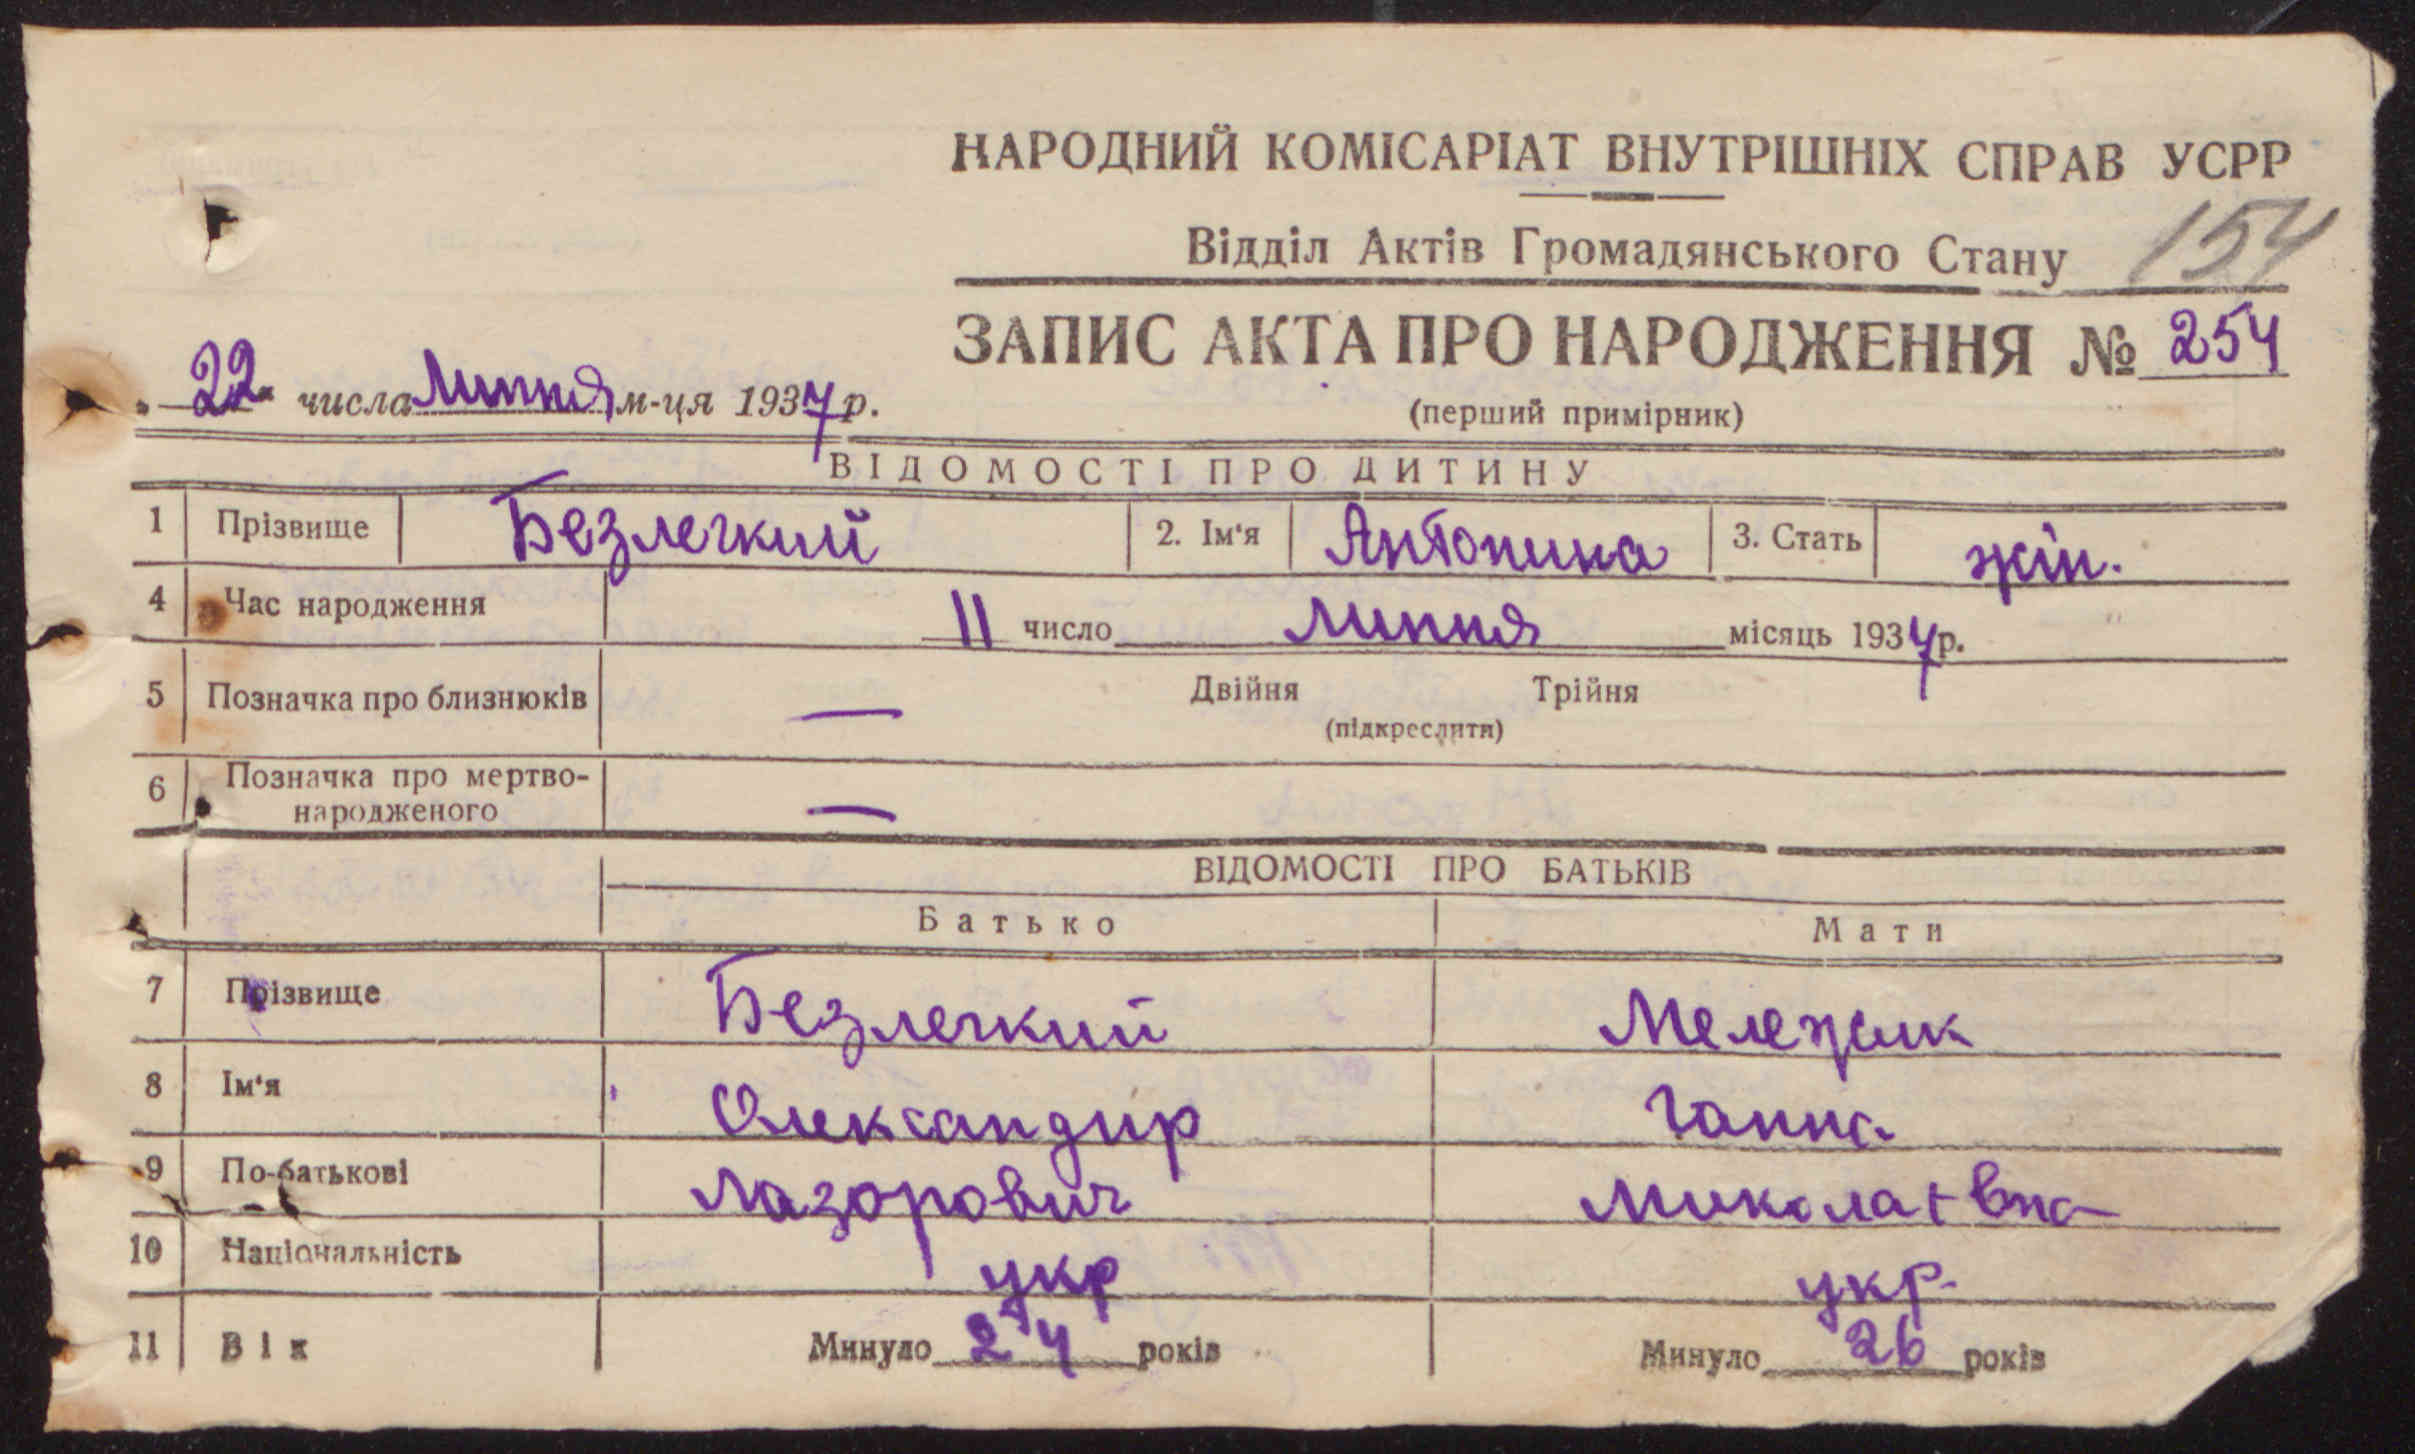 НАРОДНИЙ КОМІСАРІАТ ВНУТРІШНІХ СПРАВ УСРР
Відділ Актів Громадянського Стану 154
ЗАПИС АКТА ПРО НАРОДЖЕННЯ № 254
"22" числа Липня м-ця 1937 р.
(перший примірник)
ВІДОМОСТІ ПРО ДИТИНУ
1 Прізвище Безлегкий 2. Ім'я Антонина 3. Стать жін.
4 Час народження 11 число липня місяць 1937 р.
5 Позначка про близнюків — Двійня Трійня
(підкреслити)
6 Позначка про мертво-
народженого —
ВІДОМОСТІ ПРО БАТЬКІВ
Батько Мати
7 Прізвище Безлегкий Мележик
8 Ім'я Олександир Ганна
9 По-батькові Лазорович Миколаївна
10 Національність укр укр.
11 Вік Минуло 24 років Минуло 26 років